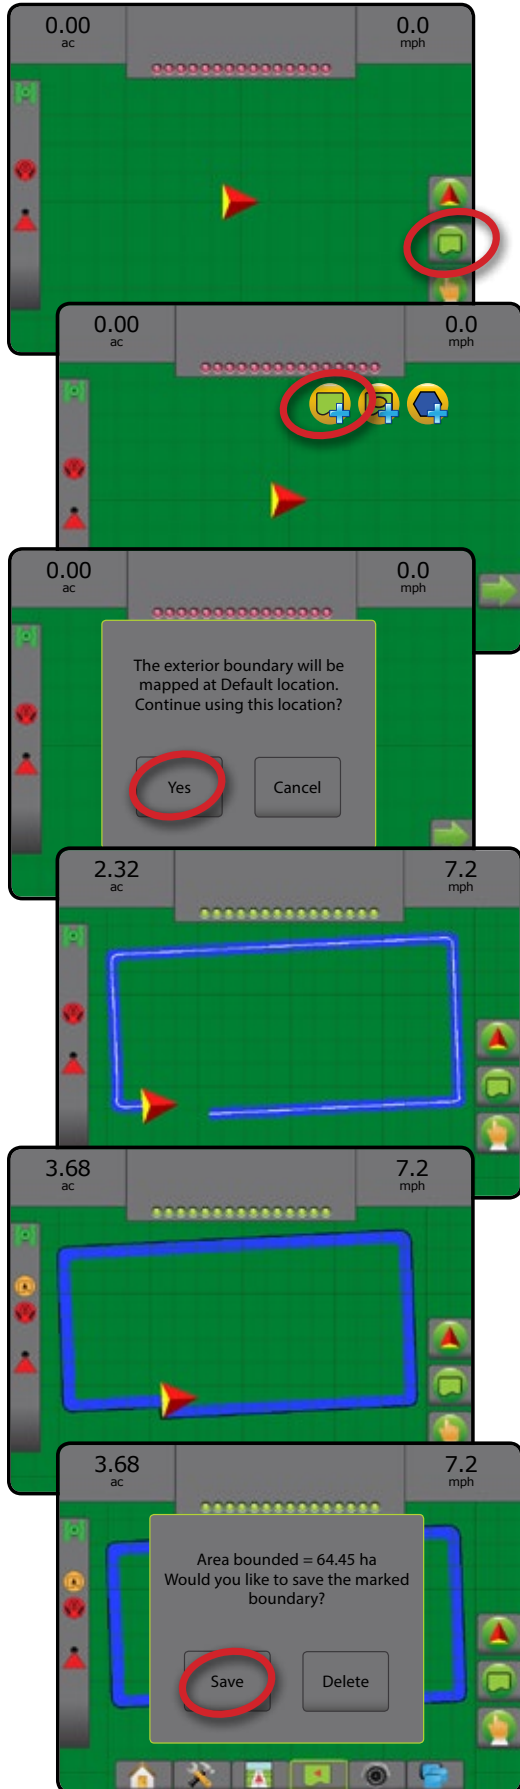 0.00
ac
0.0
mph
0.00
ac
0.0
mph
0.00
ac
0.0
mph
The exterior boundary will be
mapped at Default location.
Continue using this location?
Yes
Cancel
2.32
ac
7.2
mph
3.68
ac
7.2
mph
3.68
ac
7.2
mph
Area bounded = 64.45 ha
Would you like to save the marked
boundary?
Save
Delete